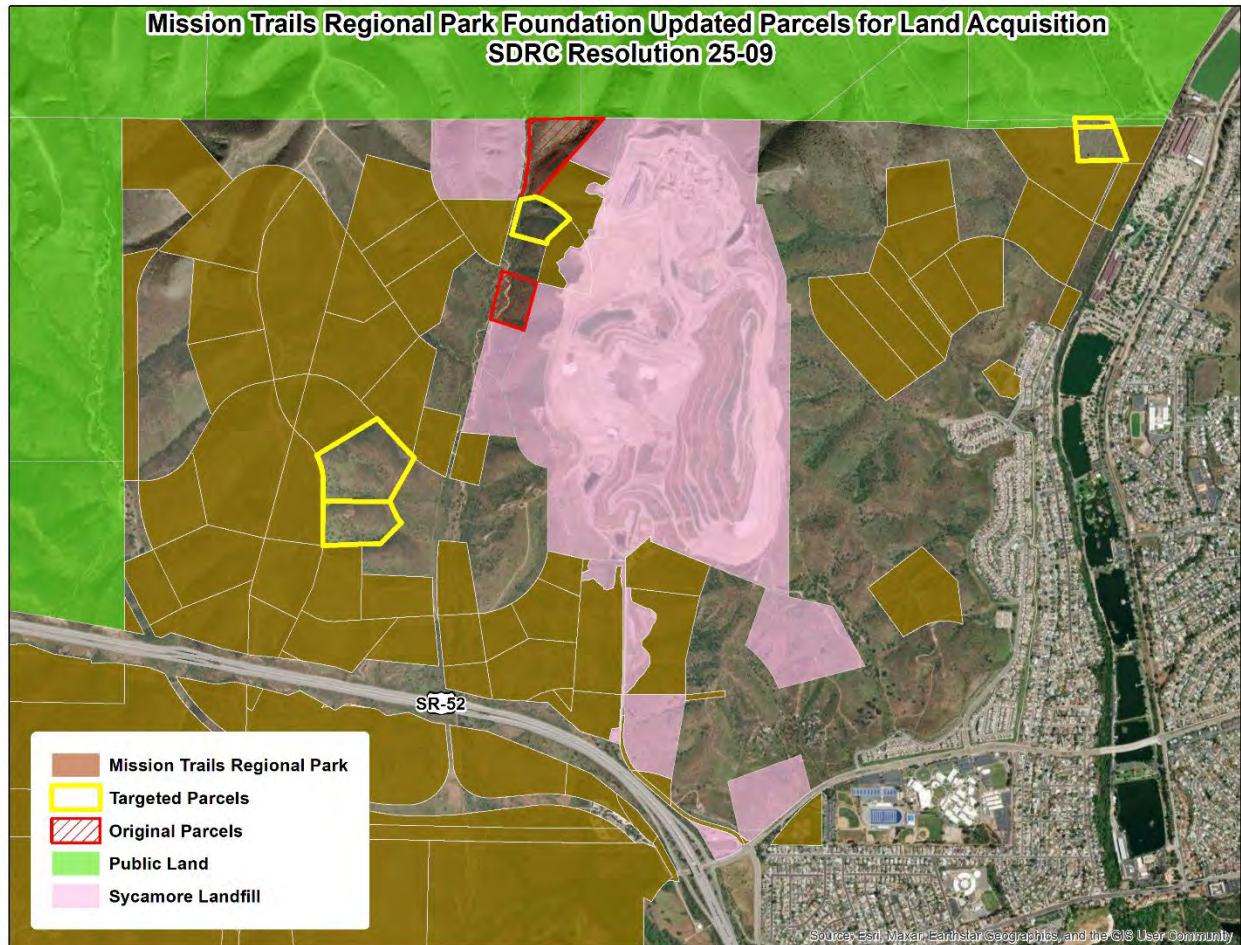 Mission Trails Regional Park Foundation Updated Parcels for Land Acquisition
SDRC Resolution 25-09
SR-52
Mission Trails Regional Park
Targeted Parcels
Original Parcels
Public Land
Sycamore Landfill
Source: Esri, Maxar, Earthstar Geographics, and the GIS User Community